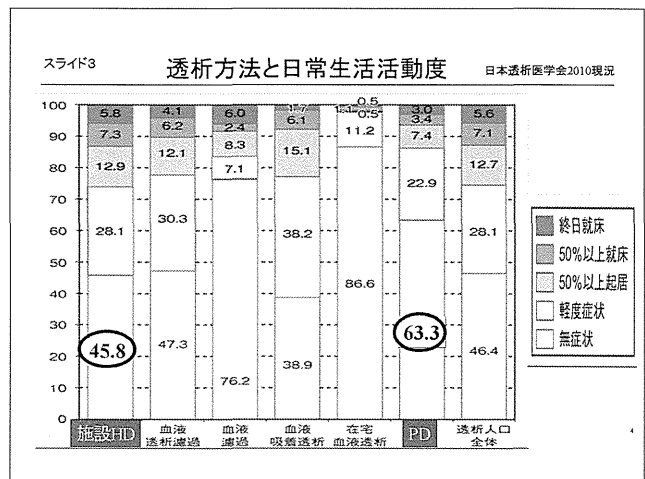 スライド3
透析方法と日常生活活動度
日本透析医学会2010現況
100
90
80
70
60
50
40
30
20
10
0
5.8
7.3
12.9
28.1
45.8
4.1
6.2
12.1
30.3
47.3
6.0
2.4
8.3
7.1
76.2
1.7
6.1
15.1
38.2
38.9
0.5
1.1
0.5
11.2
86.6
3.0
3.4
7.4
22.9
63.3
5.6
7.1
12.7
28.1
46.4
施設HD
血液
透析濾過
血液
濾過
血液
吸着透析
在宅
血液透析
PD
透析人口
全体
終日就床
50%以上就床
50%以上起居
軽度症状
無症状
4